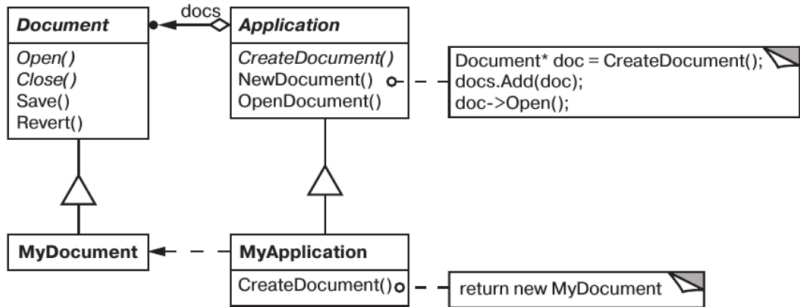 docs
Document
Open()
Close()
Save()
Revert()
Application
CreateDocument()
NewDocument()
OpenDocument()
Document* doc = CreateDocument();
docs.Add(doc);
doc->Open();
MyDocument
MyApplication
CreateDocument()
return new MyDocument